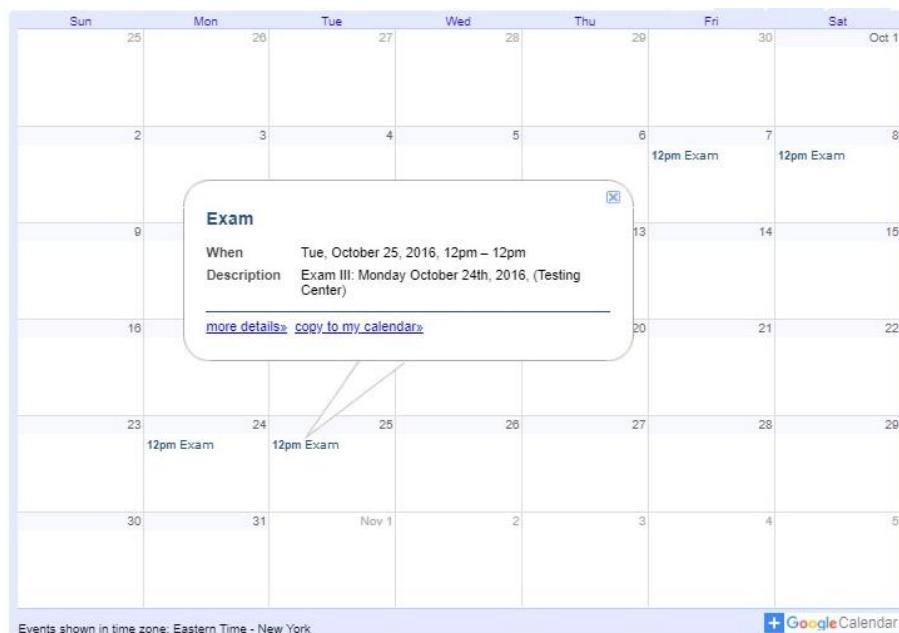 Sun Mon Tue Wed Thu Fri Sat
25 26 27 28 29 30 Oct 1
2 3 4 5 6 7 8
12pm Exam 12pm Exam
Exam
When Tue, October 25, 2016, 12pm – 12pm
Description Exam III: Monday October 24th, 2016, (Testing
Center)
more details» copy to my calendar»
9 13 14 15
16 20 21 22
23 24 25 26 27 28 29
12pm Exam 12pm Exam
30 31 Nov 1 2 3 4 5
Events shown in time zone: Eastern Time - New York
+ Google Calendar